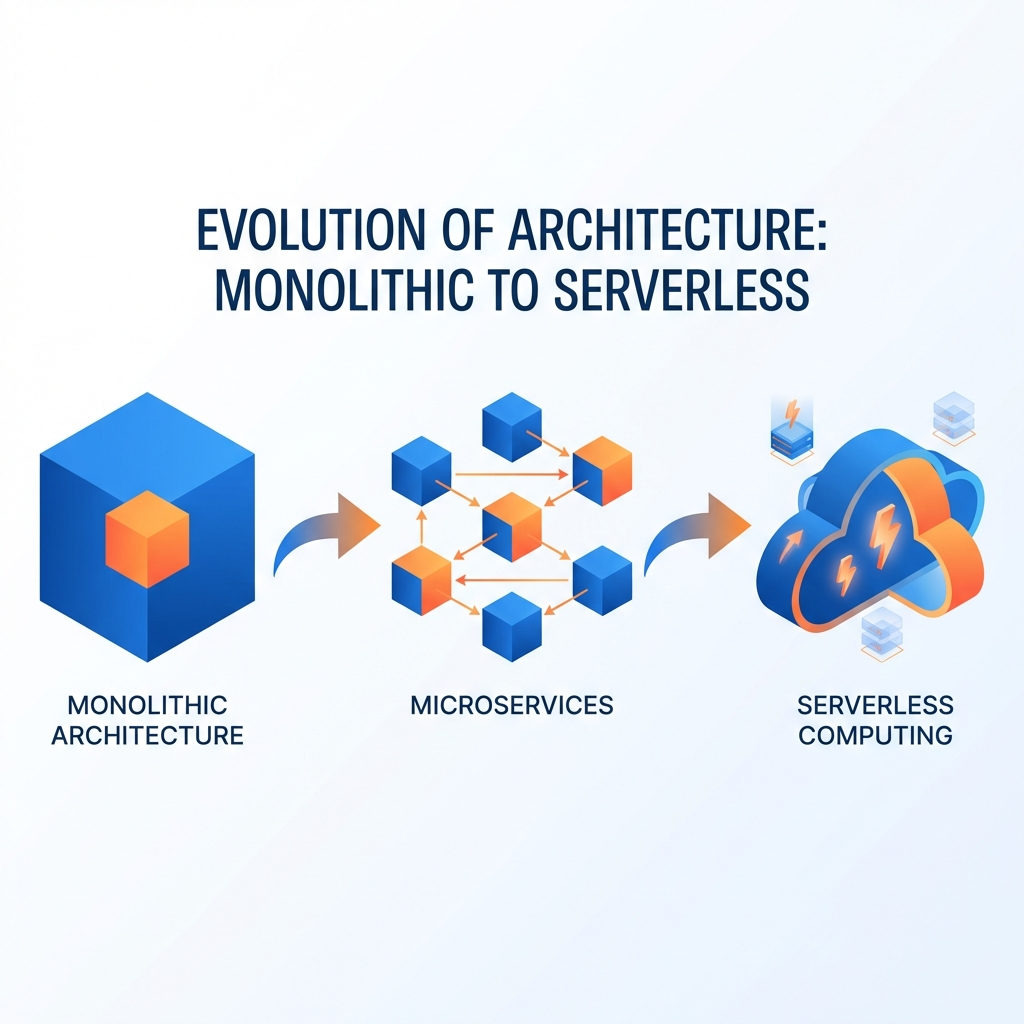 EVOLUTION OF ARCHITECTURE:
MONOLITHIC TO SERVERLESS
MONOLITHIC
ARCHITECTURE
MICROSERVICES
SERVERLESS
COMPUTING